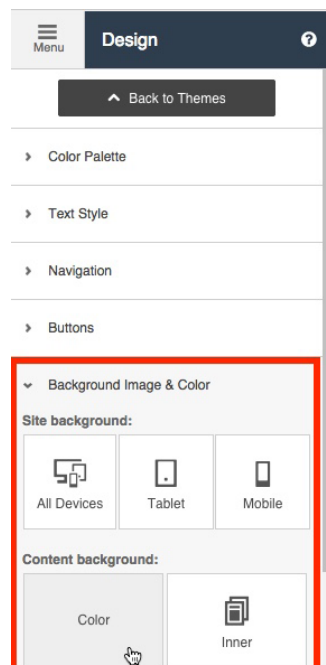 Menu
Design
Back to Themes
Color Palette
Text Style
Navigation
Buttons
Background Image & Color
Site background:
All Devices Tablet Mobile
Content background:
Color
Inner